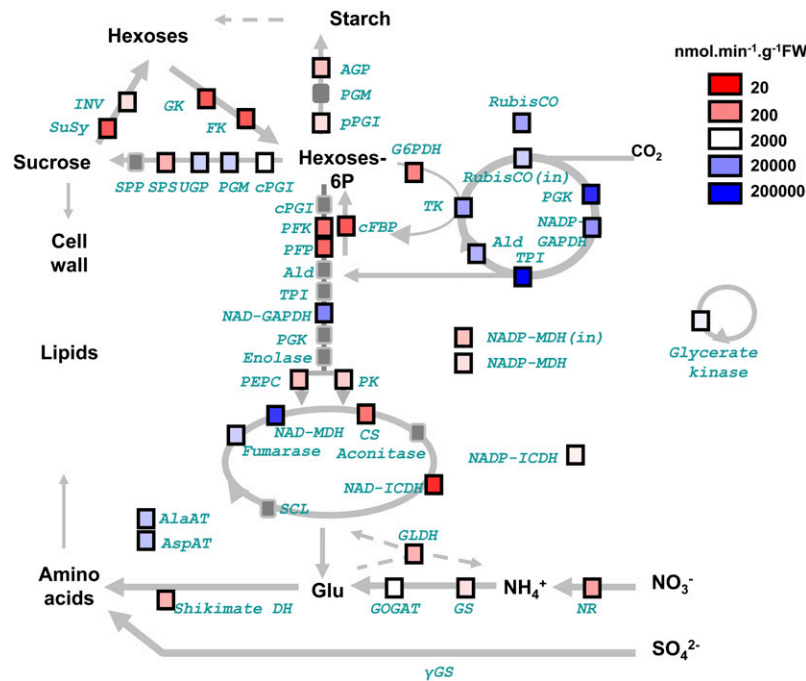 Starch
Hexoses
nmol.min⁻¹.g⁻¹FW
20
200
2000
20000
200000
AGP
PGM
pPGI
INV
SuSy
GK
FK
RubisCO
CO₂
Sucrose
Hexoses-
6P
G6PDH
RubisCO(in)
SPP SPS UGP PGM cPGI
PGK
TK
NADP-
GAPDH
Ald
TPI
cPGI
PFK
cFBP
PFP
Ald
TPI
NAD-GAPDH
PGK
Enolase
Cell
wall
Lipids
NADP-MDH(in)
NADP-MDH
Glycerate
kinase
PEPC
PK
NAD-MDH
CS
Fumarase
Aconitase
NADP-ICDH
NAD-ICDH
SCL
AlaAT
AspAT
GLDH
Amino
acids
Glu
NH₄⁺
NO₃⁻
Shikimate DH
GOGAT
GS
NR
SO₄²⁻
γGS